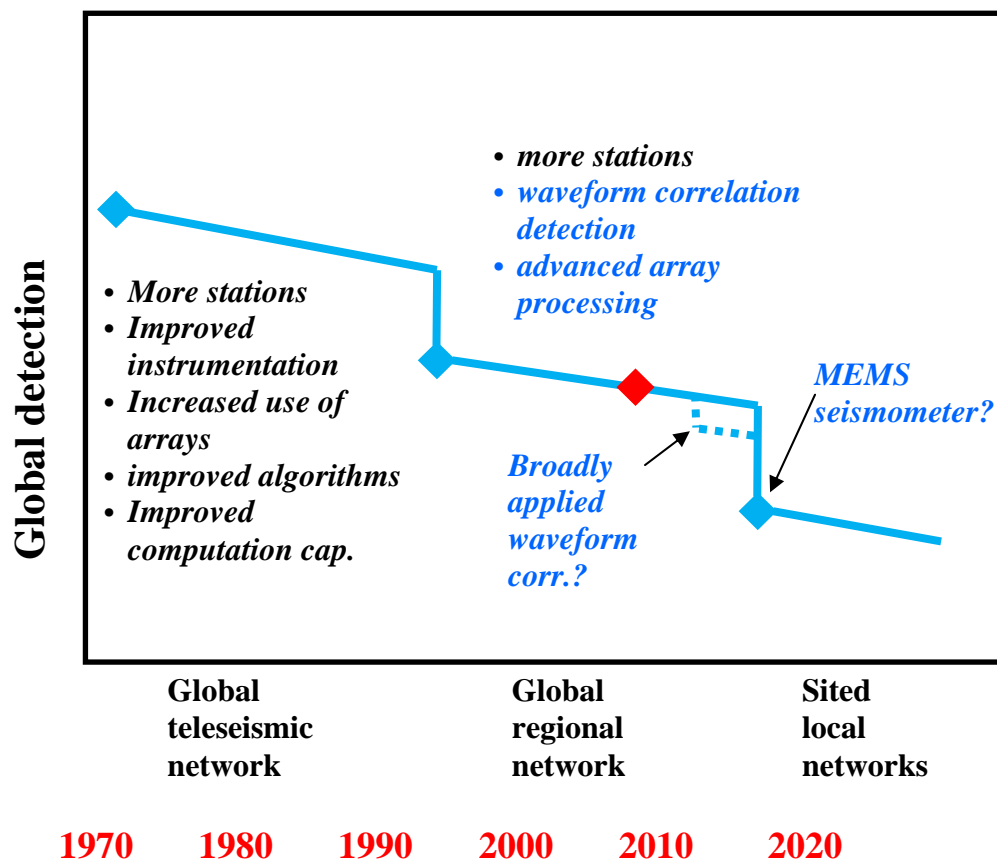 Global detection
• more stations
• waveform correlation
detection
• advanced array
processing
• More stations
• Improved
instrumentation
• Increased use of
arrays
• improved algorithms
• Improved
computation cap.
MEMS
seismometer?
Broadly
applied
waveform
corr.?
Global
teleseismic
network
Global
regional
network
Sited
local
networks
1970 1980 1990 2000 2010 2020